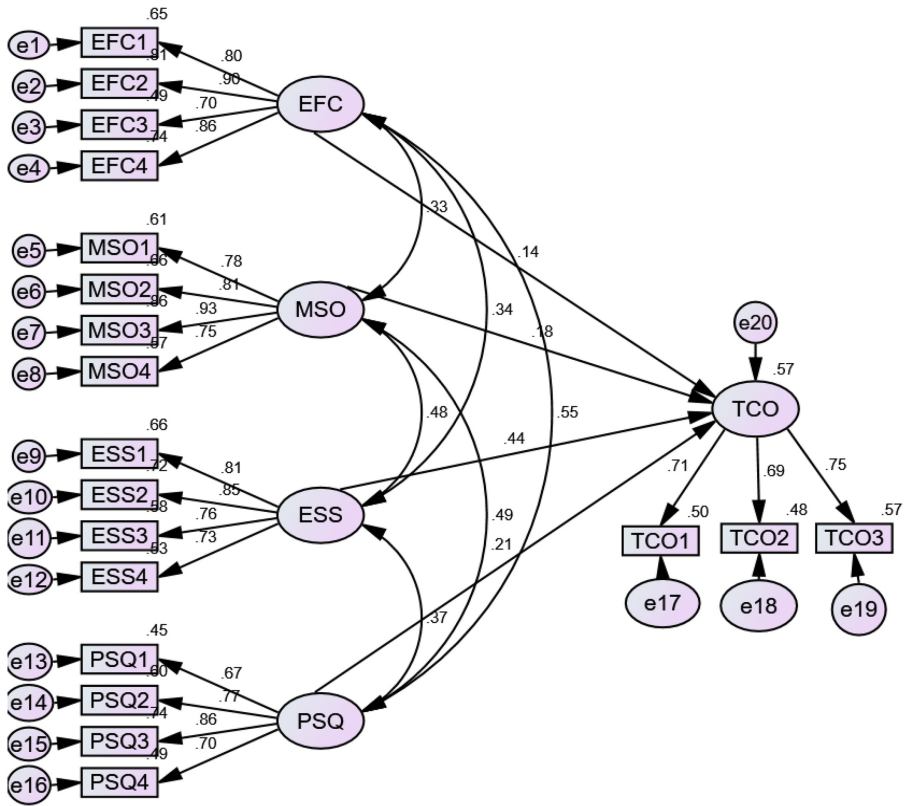 .65
e1 EFC1
.80
.81
e2 EFC2
.90
.49
e3 EFC3
.70
.74
e4 EFC4
.86
EFC
.61
e5 MSO1
.78
.66
e6 MSO2
.81
.86
e7 MSO3
.93
.57
e8 MSO4
.75
MSO
.66
e9 ESS1
.81
.72
e10 ESS2
.85
.58
e11 ESS3
.76
.53
e12 ESS4
.73
ESS
.45
e13 PSQ1
.67
.60
e14 PSQ2
.77
.74
e15 PSQ3
.86
.49
e16 PSQ4
.70
PSQ
.33
.34
.55
.48
.49
.37
.14
.18
.44
.21
e20
.57
TCO
.71
.69
.75
.50
TCO1
.48
TCO2
.57
TCO3
e17
e18
e19